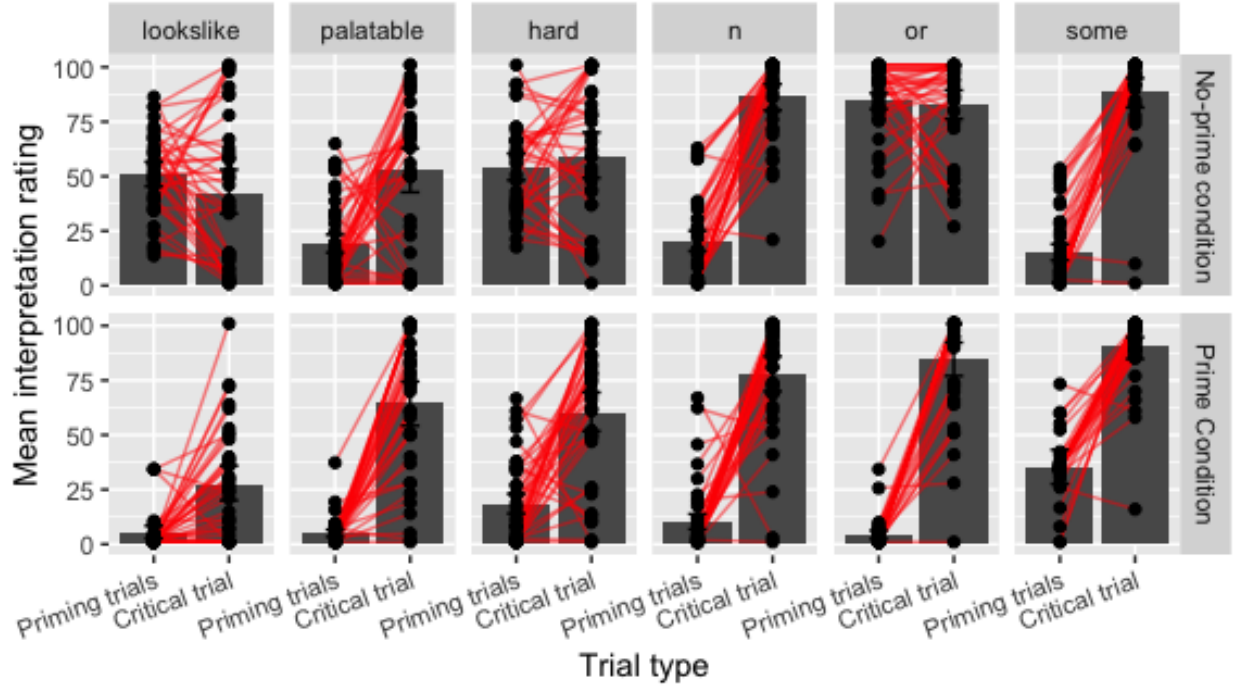 lookslike palatable hard n or some
100
75
50
25
0
No-prime condition
100
75
50
25
0
Prime Condition
Mean interpretation rating
Priming trials Critical trial Priming trials Critical trial Priming trials Critical trial Priming trials Critical trial Priming trials Critical trial Priming trials Critical trial
Trial type